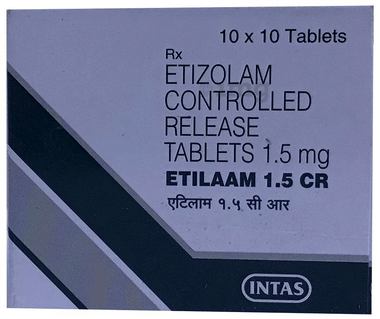 10 x 10 Tablets
Rx
ETIZOLAM
CONTROLLED
RELEASE
TABLETS 1.5 mg
ETILAAM 1.5 CR
एटिलाम १.५ सी आर
INTAS